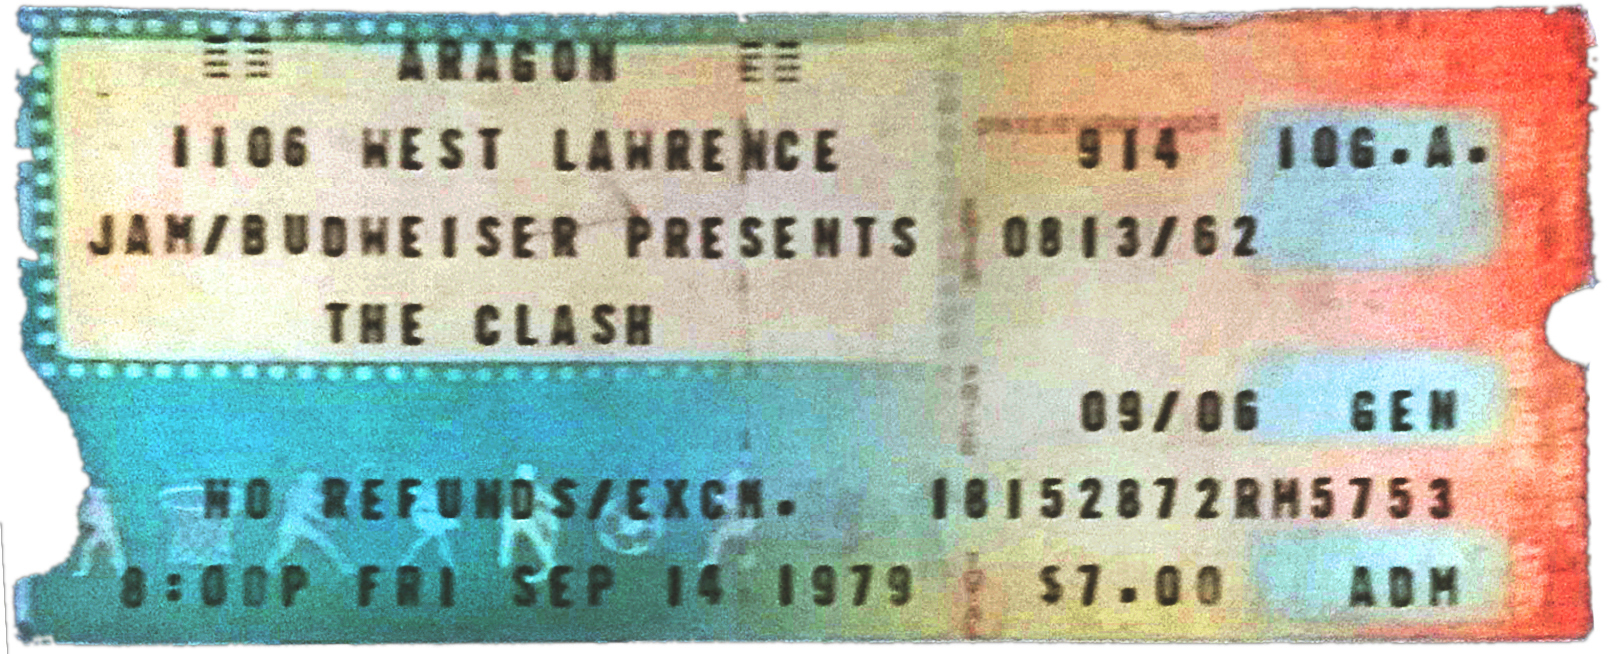 ARAGON
1106 WEST LAWRENCE
914 10G.A.
JAM/BUDWEISER PRESENTS
0813/62
THE CLASH
09/06 GEN
NO REFUNDS/EXCH.
18152872RM5753
8:00P FRI SEP 14 1979
$7.00 ADM